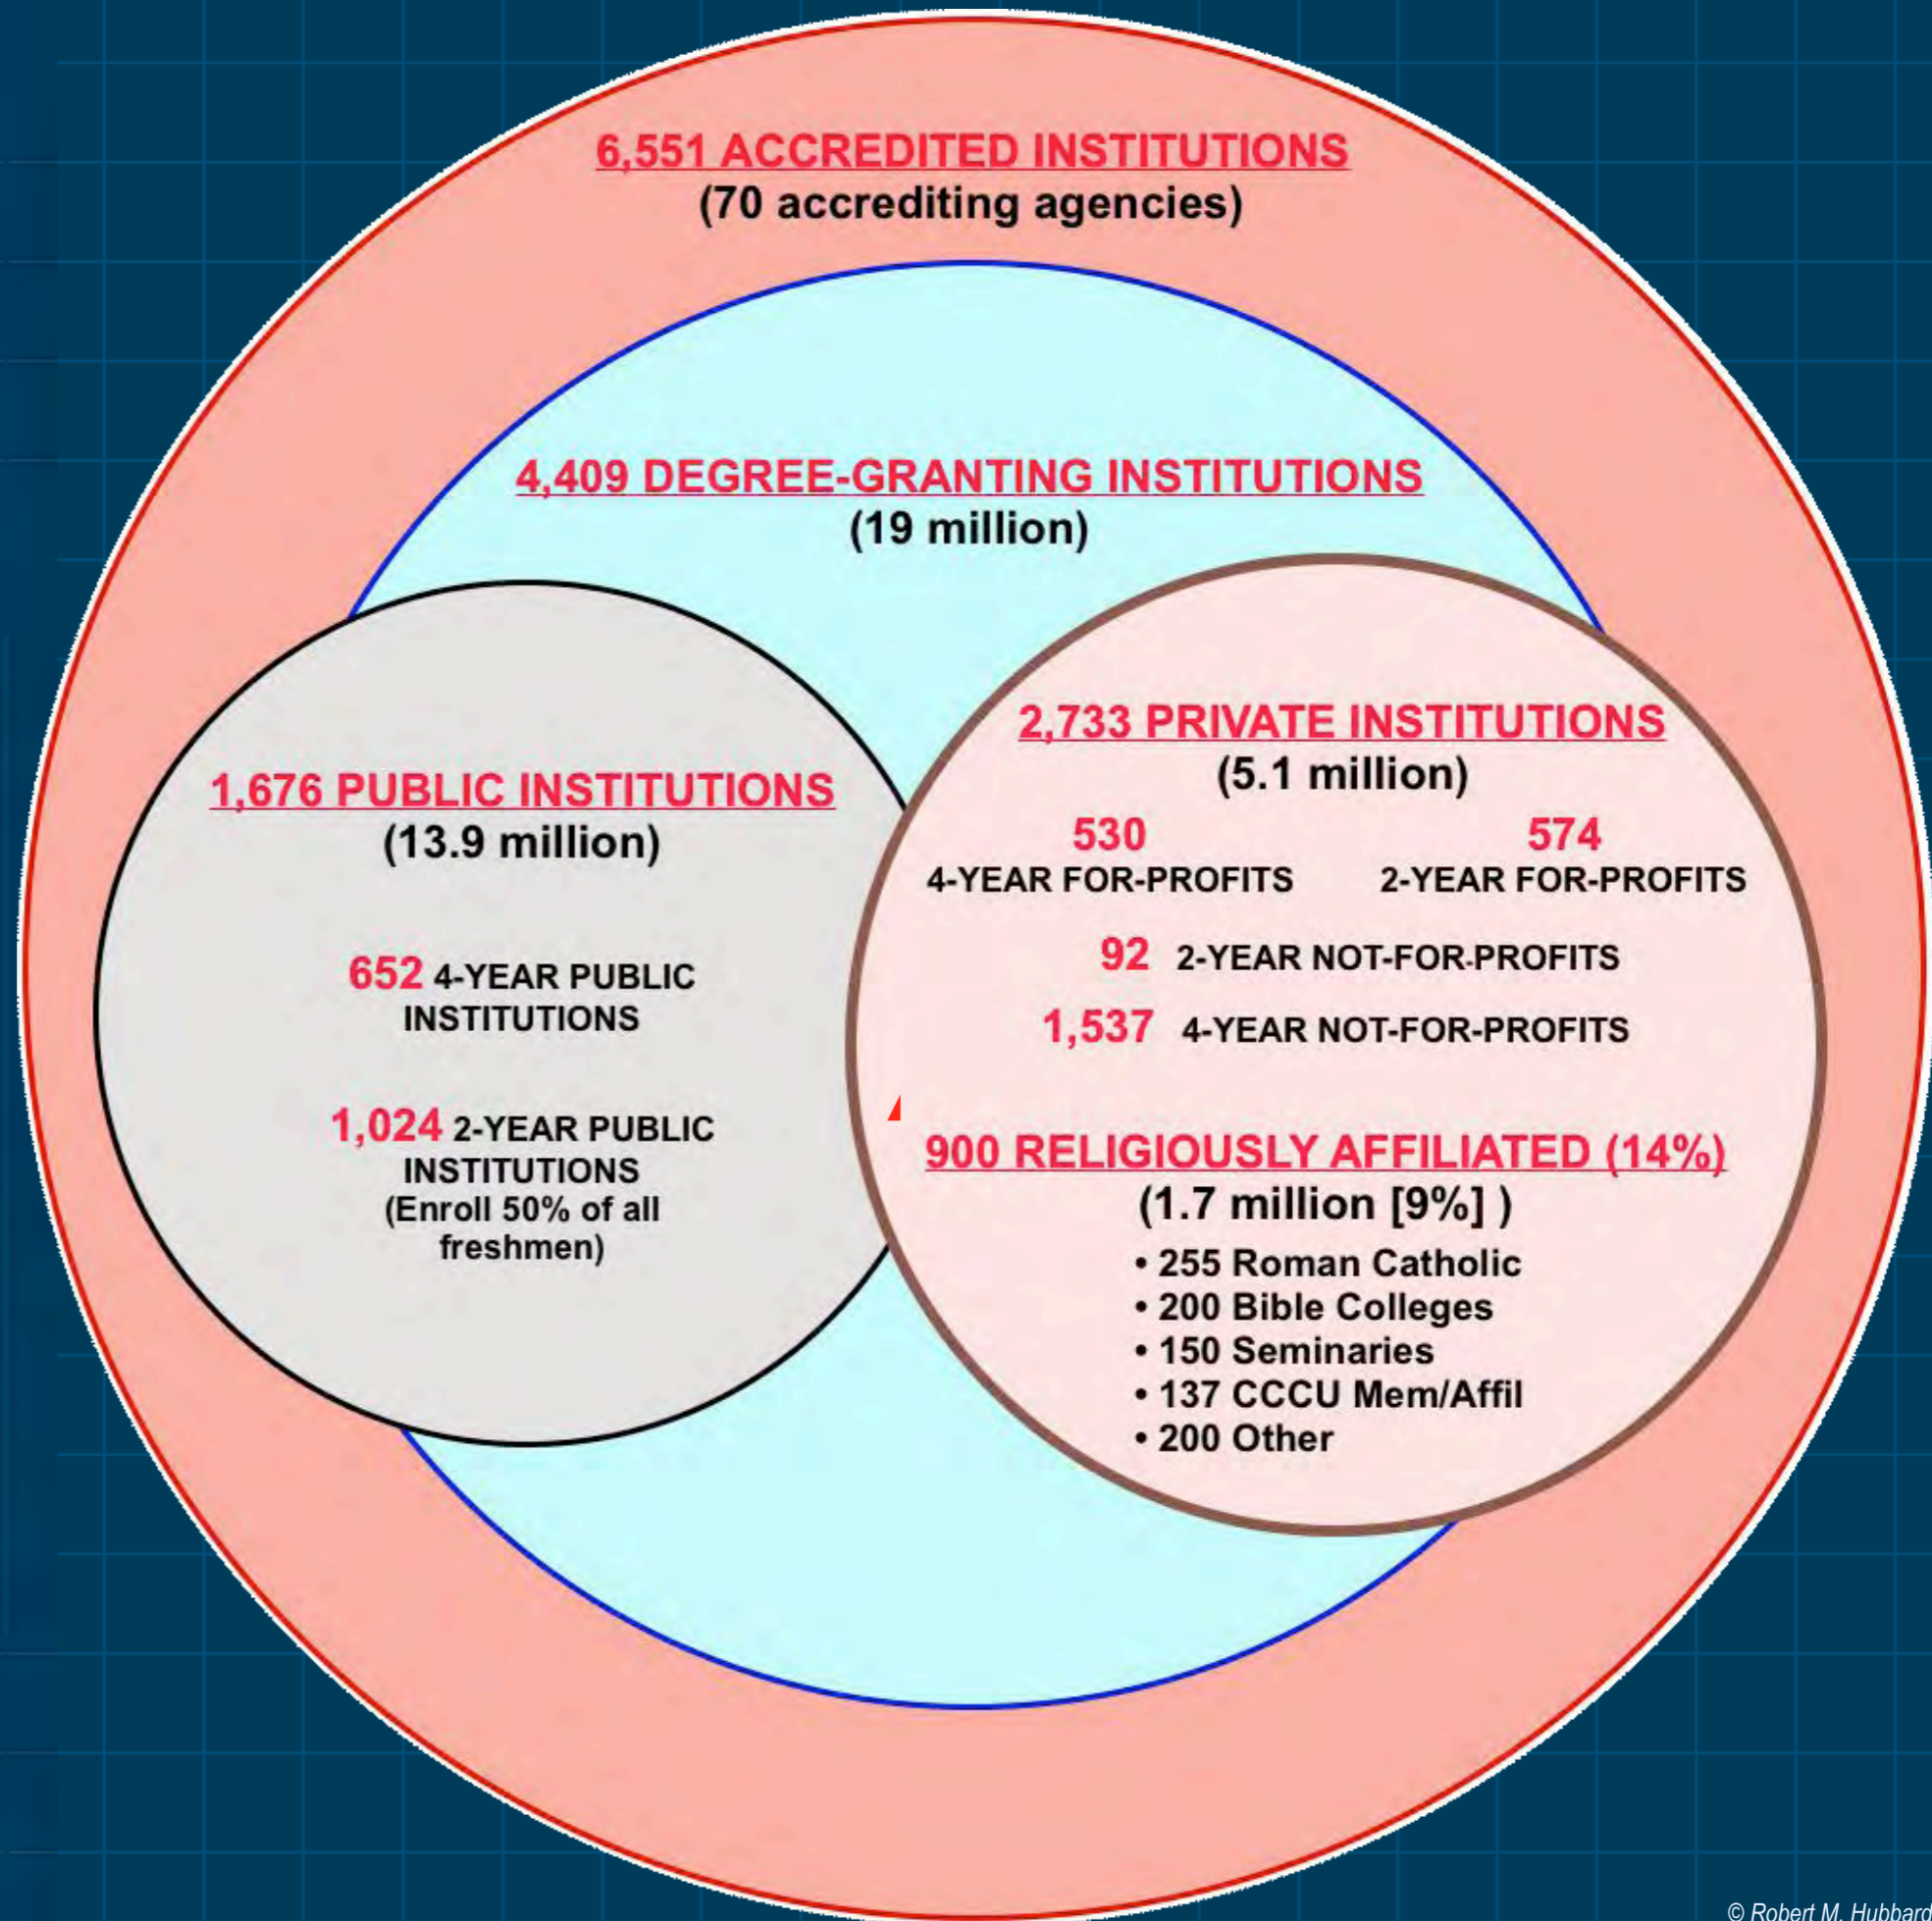 6,551 ACCREDITED INSTITUTIONS
(70 accrediting agencies)
4,409 DEGREE-GRANTING INSTITUTIONS
(19 million)
1,676 PUBLIC INSTITUTIONS
(13.9 million)
652 4-YEAR PUBLIC
INSTITUTIONS
1,024 2-YEAR PUBLIC
INSTITUTIONS
(Enroll 50% of all
freshmen)
2,733 PRIVATE INSTITUTIONS
(5.1 million)
530 574
4-YEAR FOR-PROFITS 2-YEAR FOR-PROFITS
92 2-YEAR NOT-FOR-PROFITS
1,537 4-YEAR NOT-FOR-PROFITS
900 RELIGIOUSLY AFFILIATED (14%)
(1.7 million [9%] )
• 255 Roman Catholic
• 200 Bible Colleges
• 150 Seminaries
• 137 CCCU Mem/Affil
• 200 Other
© Robert M. Hubbard